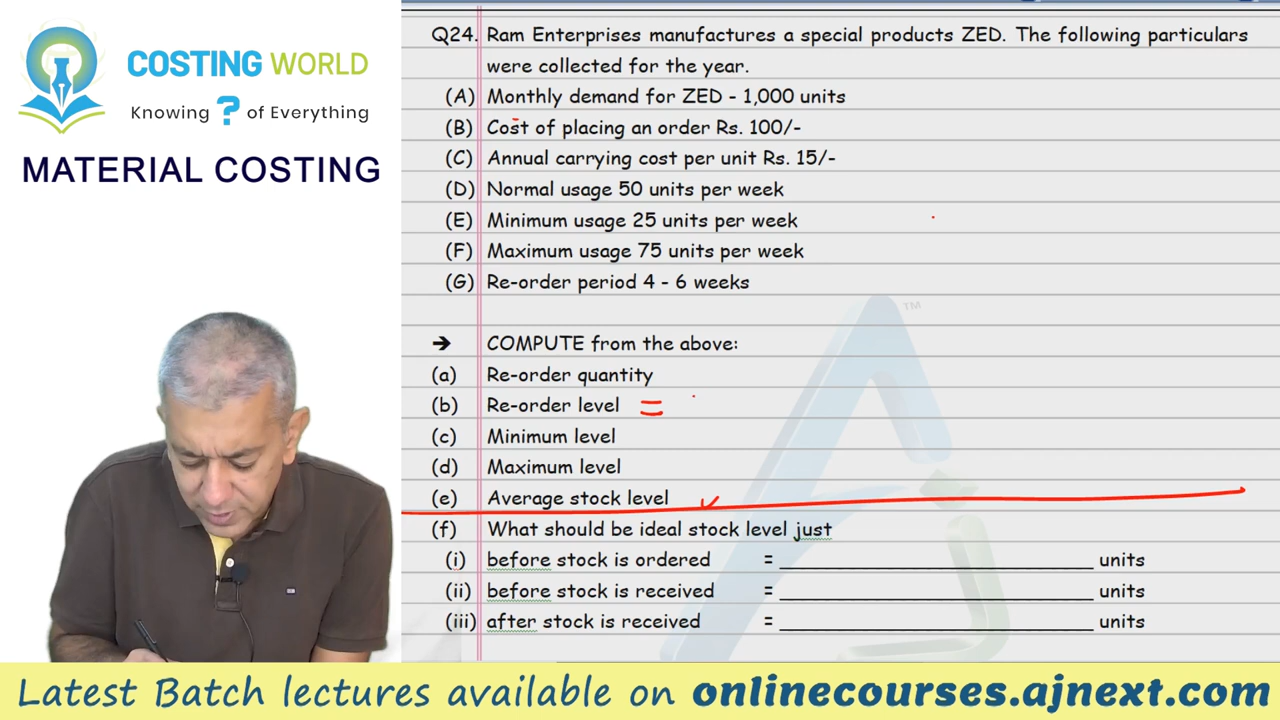 COSTING WORLD
Knowing ? of Everything
MATERIAL COSTING
Q24. Ram Enterprises manufactures a special products ZED. The following particulars
were collected for the year.
(A) Monthly demand for ZED - 1,000 units
(B) Cost of placing an order Rs. 100/-
(C) Annual carrying cost per unit Rs. 15/-
(D) Normal usage 50 units per week
(E) Minimum usage 25 units per week
(F) Maximum usage 75 units per week
(G) Re-order period 4 - 6 weeks
TM
➔ COMPUTE from the above:
(a) Re-order quantity
(b) Re-order level =
(c) Minimum level
(d) Maximum level
(e) Average stock level
(f) What should be ideal stock level just
(i) before stock is ordered = ____________________________ units
(ii) before stock is received = ____________________________ units
(iii) after stock is received = ____________________________ units
Latest Batch lectures available on onlinecourses.ajnext.com